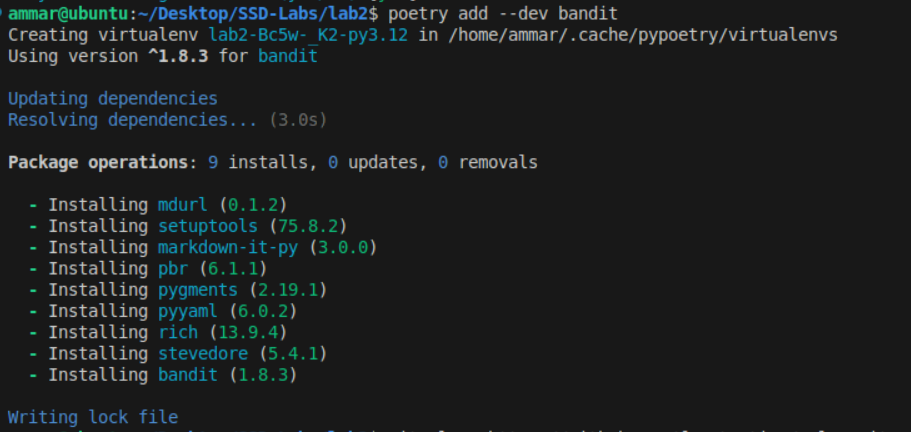 ammar@ubuntu:~/Desktop/SSD-Labs/lab2$ poetry add --dev bandit
Creating virtualenv lab2-Bc5w-_K2-py3.12 in /home/ammar/.cache/pypoetry/virtualenvs
Using version ^1.8.3 for bandit
Updating dependencies
Resolving dependencies... (3.0s)
Package operations: 9 installs, 0 updates, 0 removals
- Installing mdurl (0.1.2)
- Installing setuptools (75.8.2)
- Installing markdown-it-py (3.0.0)
- Installing pbr (6.1.1)
- Installing pygments (2.19.1)
- Installing pyyaml (6.0.2)
- Installing rich (13.9.4)
- Installing stevedore (5.4.1)
- Installing bandit (1.8.3)
Writing lock file